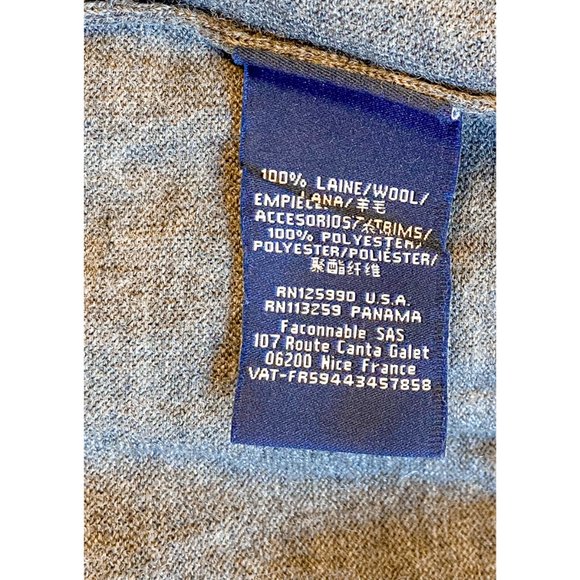 100% LAINE/WOOL/
LANA/羊毛
EMPIECE.
ACCESORIOS/ TRIMS/
100% POLYESTER/
POLYESTER/POLIÉSTER/
聚酯纤维
RN125990 U.S.A.
RN113259 PANAMA
Faconnable SAS
107 Route Canta Galet
06200 Nice France
VAT-FR59443457858